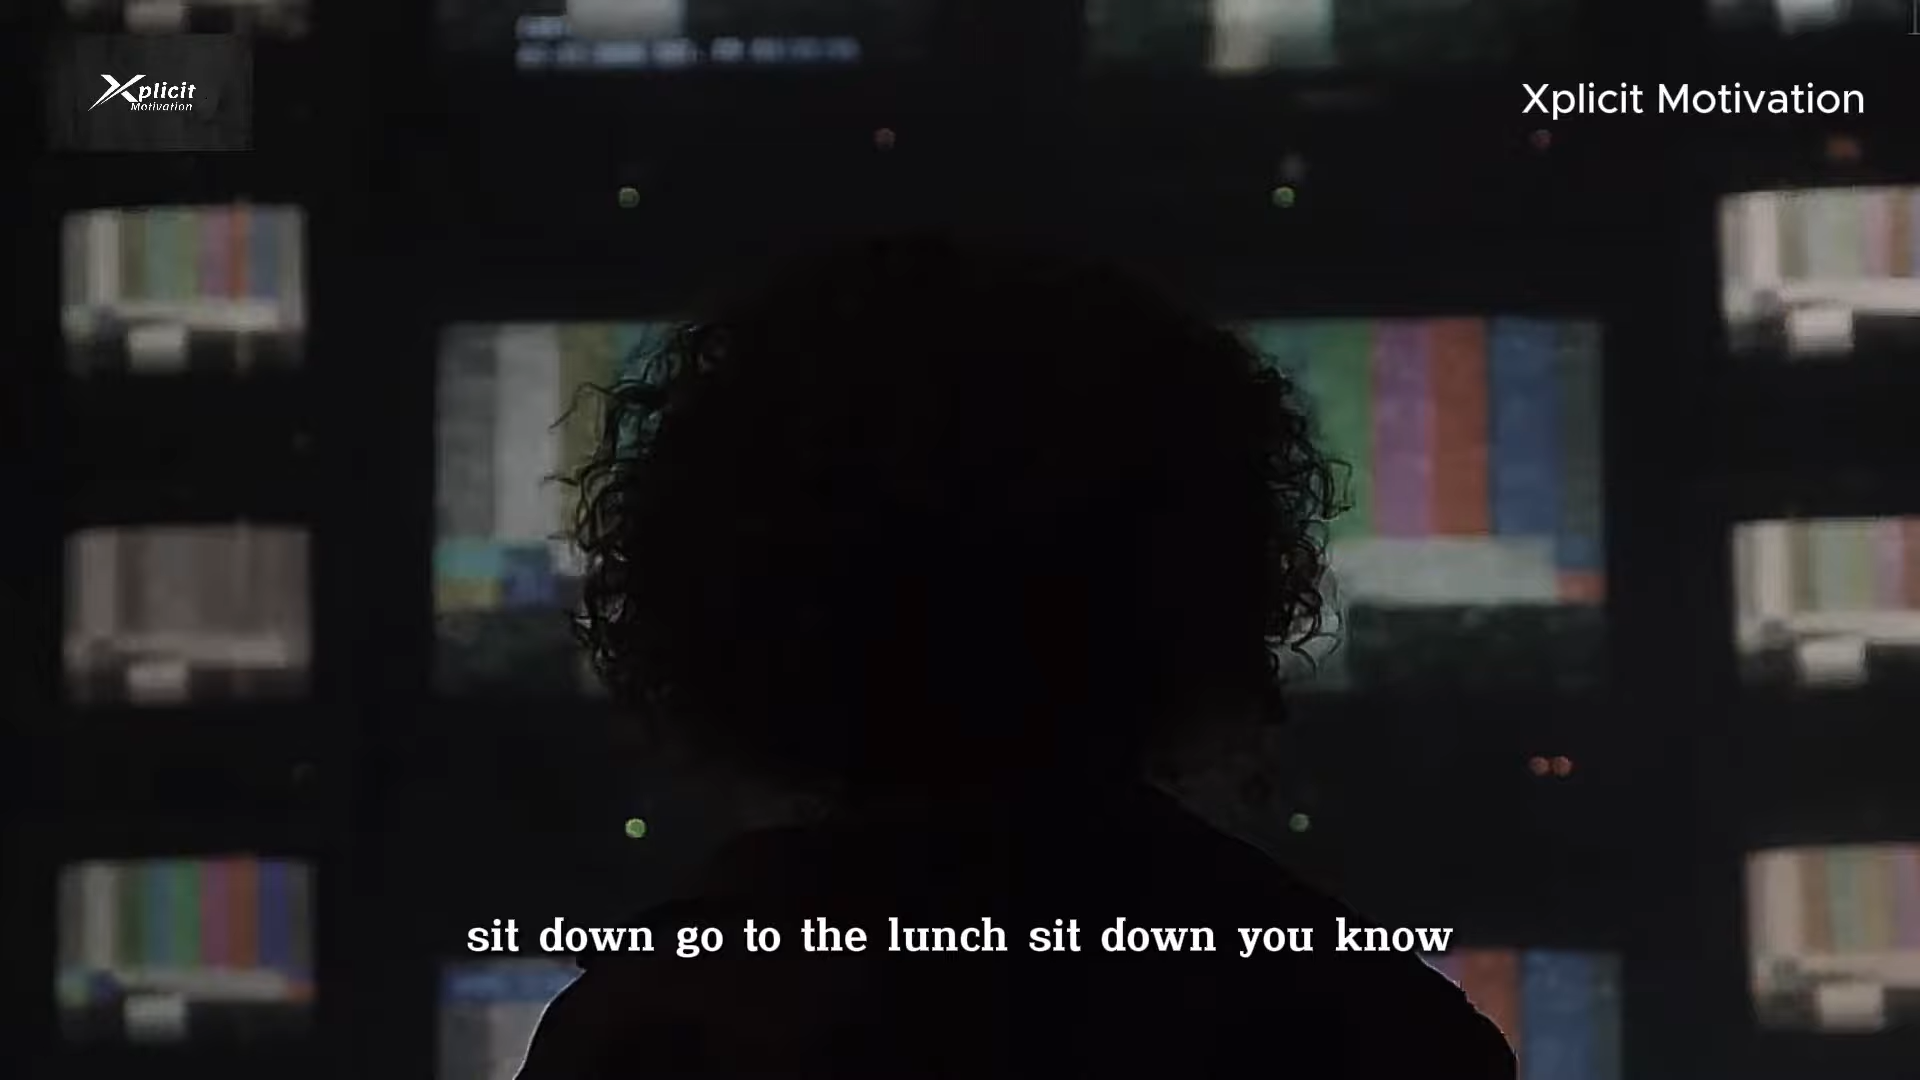 Xplicit
Motivation
Xplicit Motivation
sit down go to the lunch sit down you know